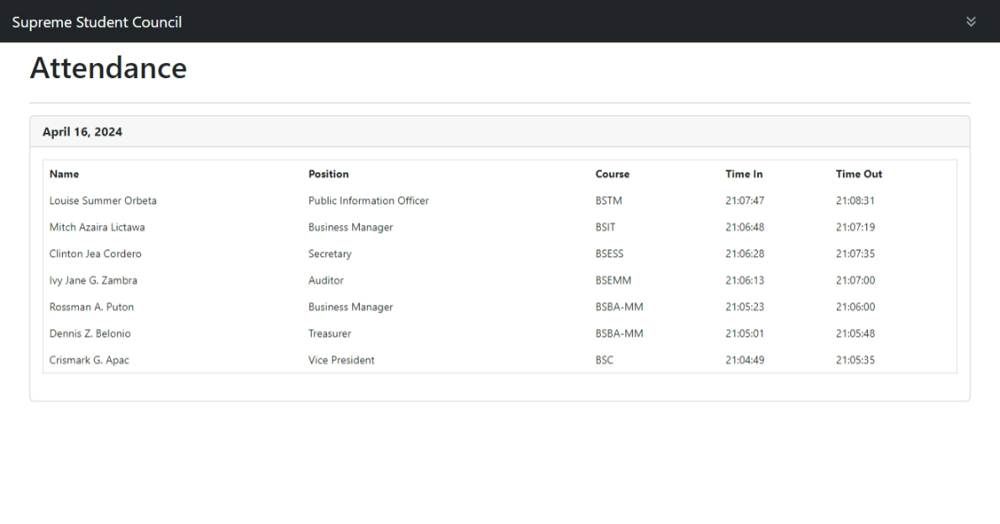 Supreme Student Council
Attendance
April 16, 2024
Name Position Course Time In Time Out
Louise Summer Orbeta Public Information Officer BSTM 21:07:47 21:08:31
Mitch Azaira Lictawa Business Manager BSIT 21:06:48 21:07:19
Clinton Jea Cordero Secretary BSESS 21:06:28 21:07:35
Ivy Jane G. Zambra Auditor BSEMM 21:06:13 21:07:00
Rossman A. Puton Business Manager BSBA-MM 21:05:23 21:06:00
Dennis Z. Belonio Treasurer BSBA-MM 21:05:01 21:05:48
Crismark G. Apac Vice President BSC 21:04:49 21:05:35